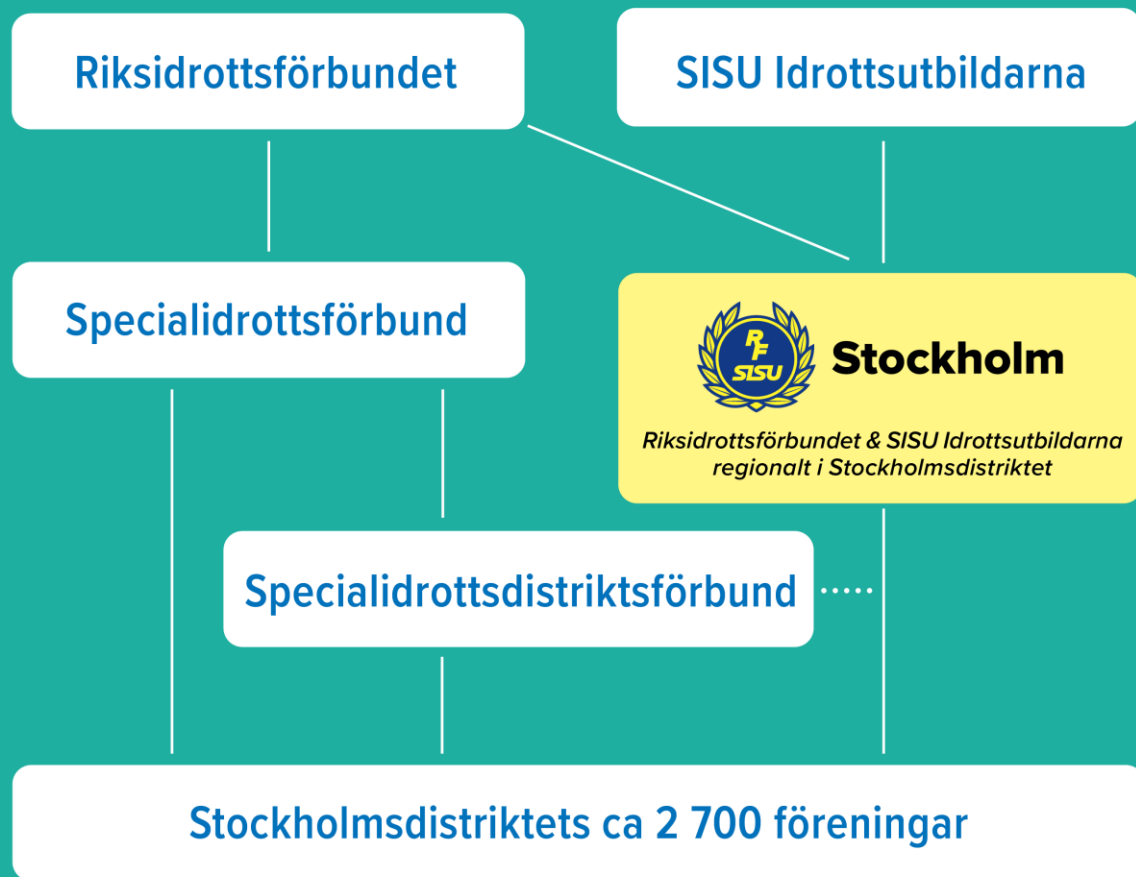 Riksidrottsförbundet
SISU Idrottsutbildarna
Specialidrottsförbund
RF
SISU
Stockholm
Riksidrottsförbundet & SISU Idrottsutbildarna
regionalt i Stockholmsdistriktet
Specialidrottsdistriktsförbund
Stockholmsdistriktets ca 2 700 föreningar